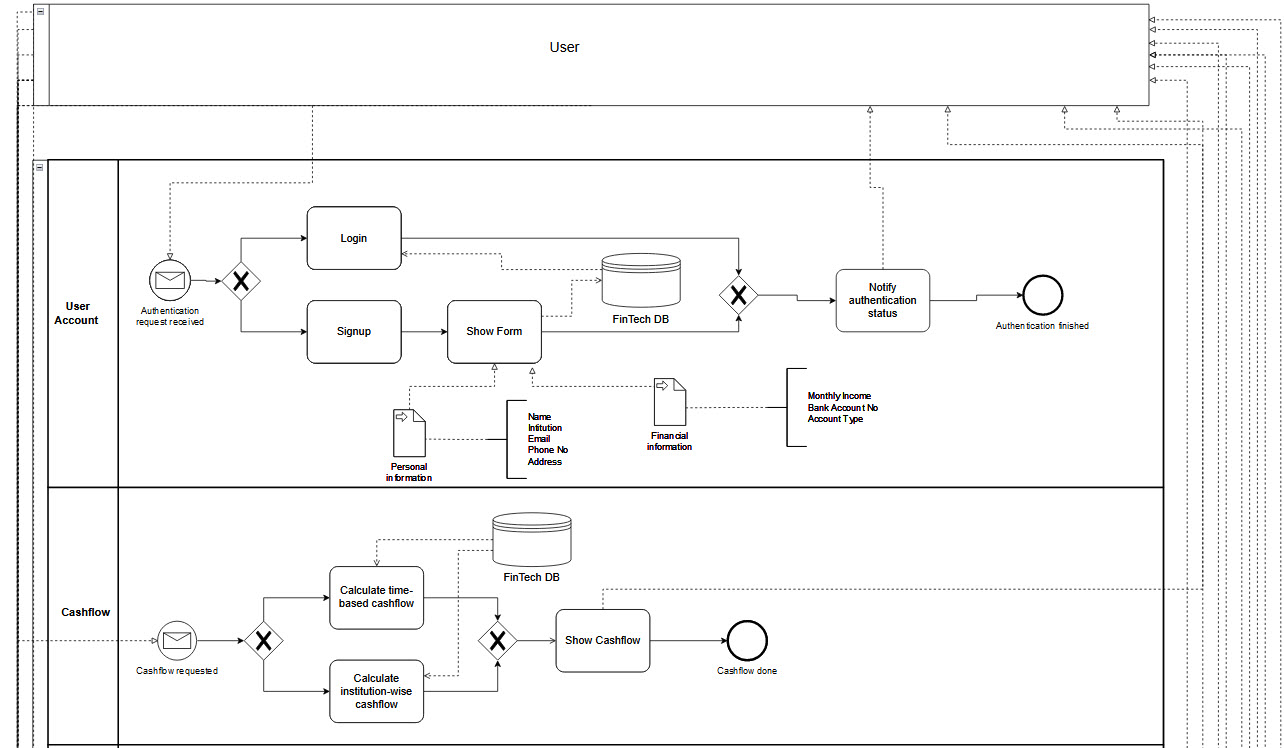 User
User
Account
Authentication
request received
Login
Signup
Show Form
FinTech DB
Notify
authentication
status
Authentication finished
Personal
information
Name
Intitution
Email
Phone No
Address
Financial
information
Monthly Income
Bank Account No
Account Type
Cashflow
Cashflow requested
Calculate time-
based cashflow
Calculate
institution-wise
cashflow
FinTech DB
Show Cashflow
Cashflow done